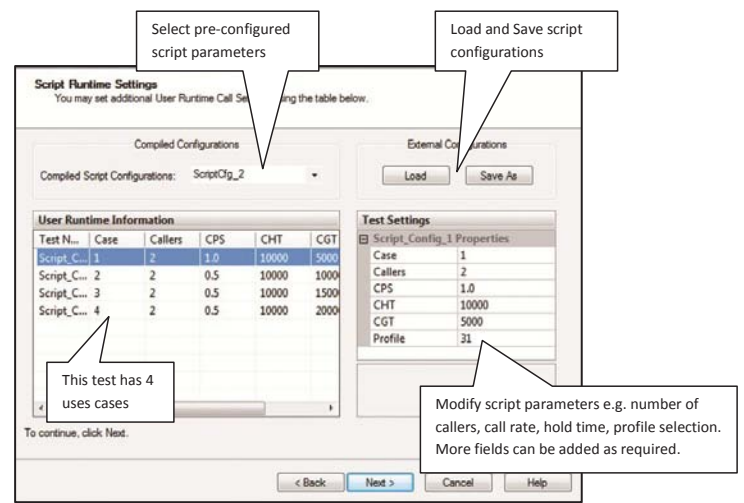 Select pre-configured
script parameters
Load and Save script
configurations
Script Runtime Settings
You may set additional User Runtime Call Se ing the table below.
Compiled Configurations
External Con urations
Compiled Script Configurations: ScriptCfg_2
Load Save As
User Runtime Information
Test N... Case Callers CPS CHT CGT
Script_C... 1 2 1.0 10000 5000
Script_C... 2 2 0.5 10000 1000
Script_C... 3 2 0.5 10000 1500
Script_C... 4 2 0.5 10000 2000
Test Settings
Script_Config_1 Properties
Case 1
Callers 2
CPS 1.0
CHT 10000
CGT 5000
Profile 31
This test has 4
uses cases
Modify script parameters e.g. number of
callers, call rate, hold time, profile selection.
More fields can be added as required.
To continue, click Next.
< Back Next > Cancel Help